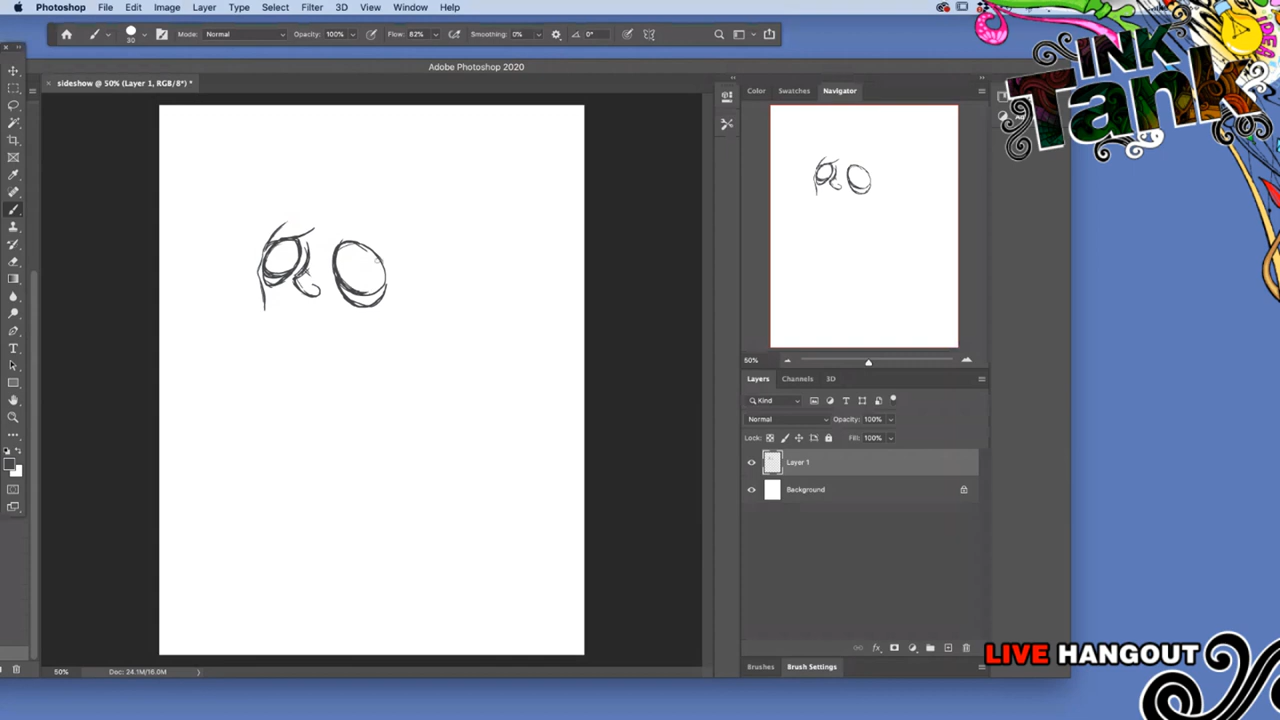 Photoshop File Edit Image Layer Type Select Filter 3D View Window Help
30 Mode: Normal Opacity: 100% Flow: 82% Smoothing: 0% 0°
Adobe Photoshop 2020
sideshow @ 50% (Layer 1, RGB/8*) *
Color Swatches Navigator
INK
Tank
IDEA
50%
Layers Channels 3D
Kind
Normal Opacity: 100%
Lock: Fill: 100%
Layer 1
Background
fx
LIVE HANGOUT
Brushes Brush Settings
50% Doc: 24.1M/16.0M